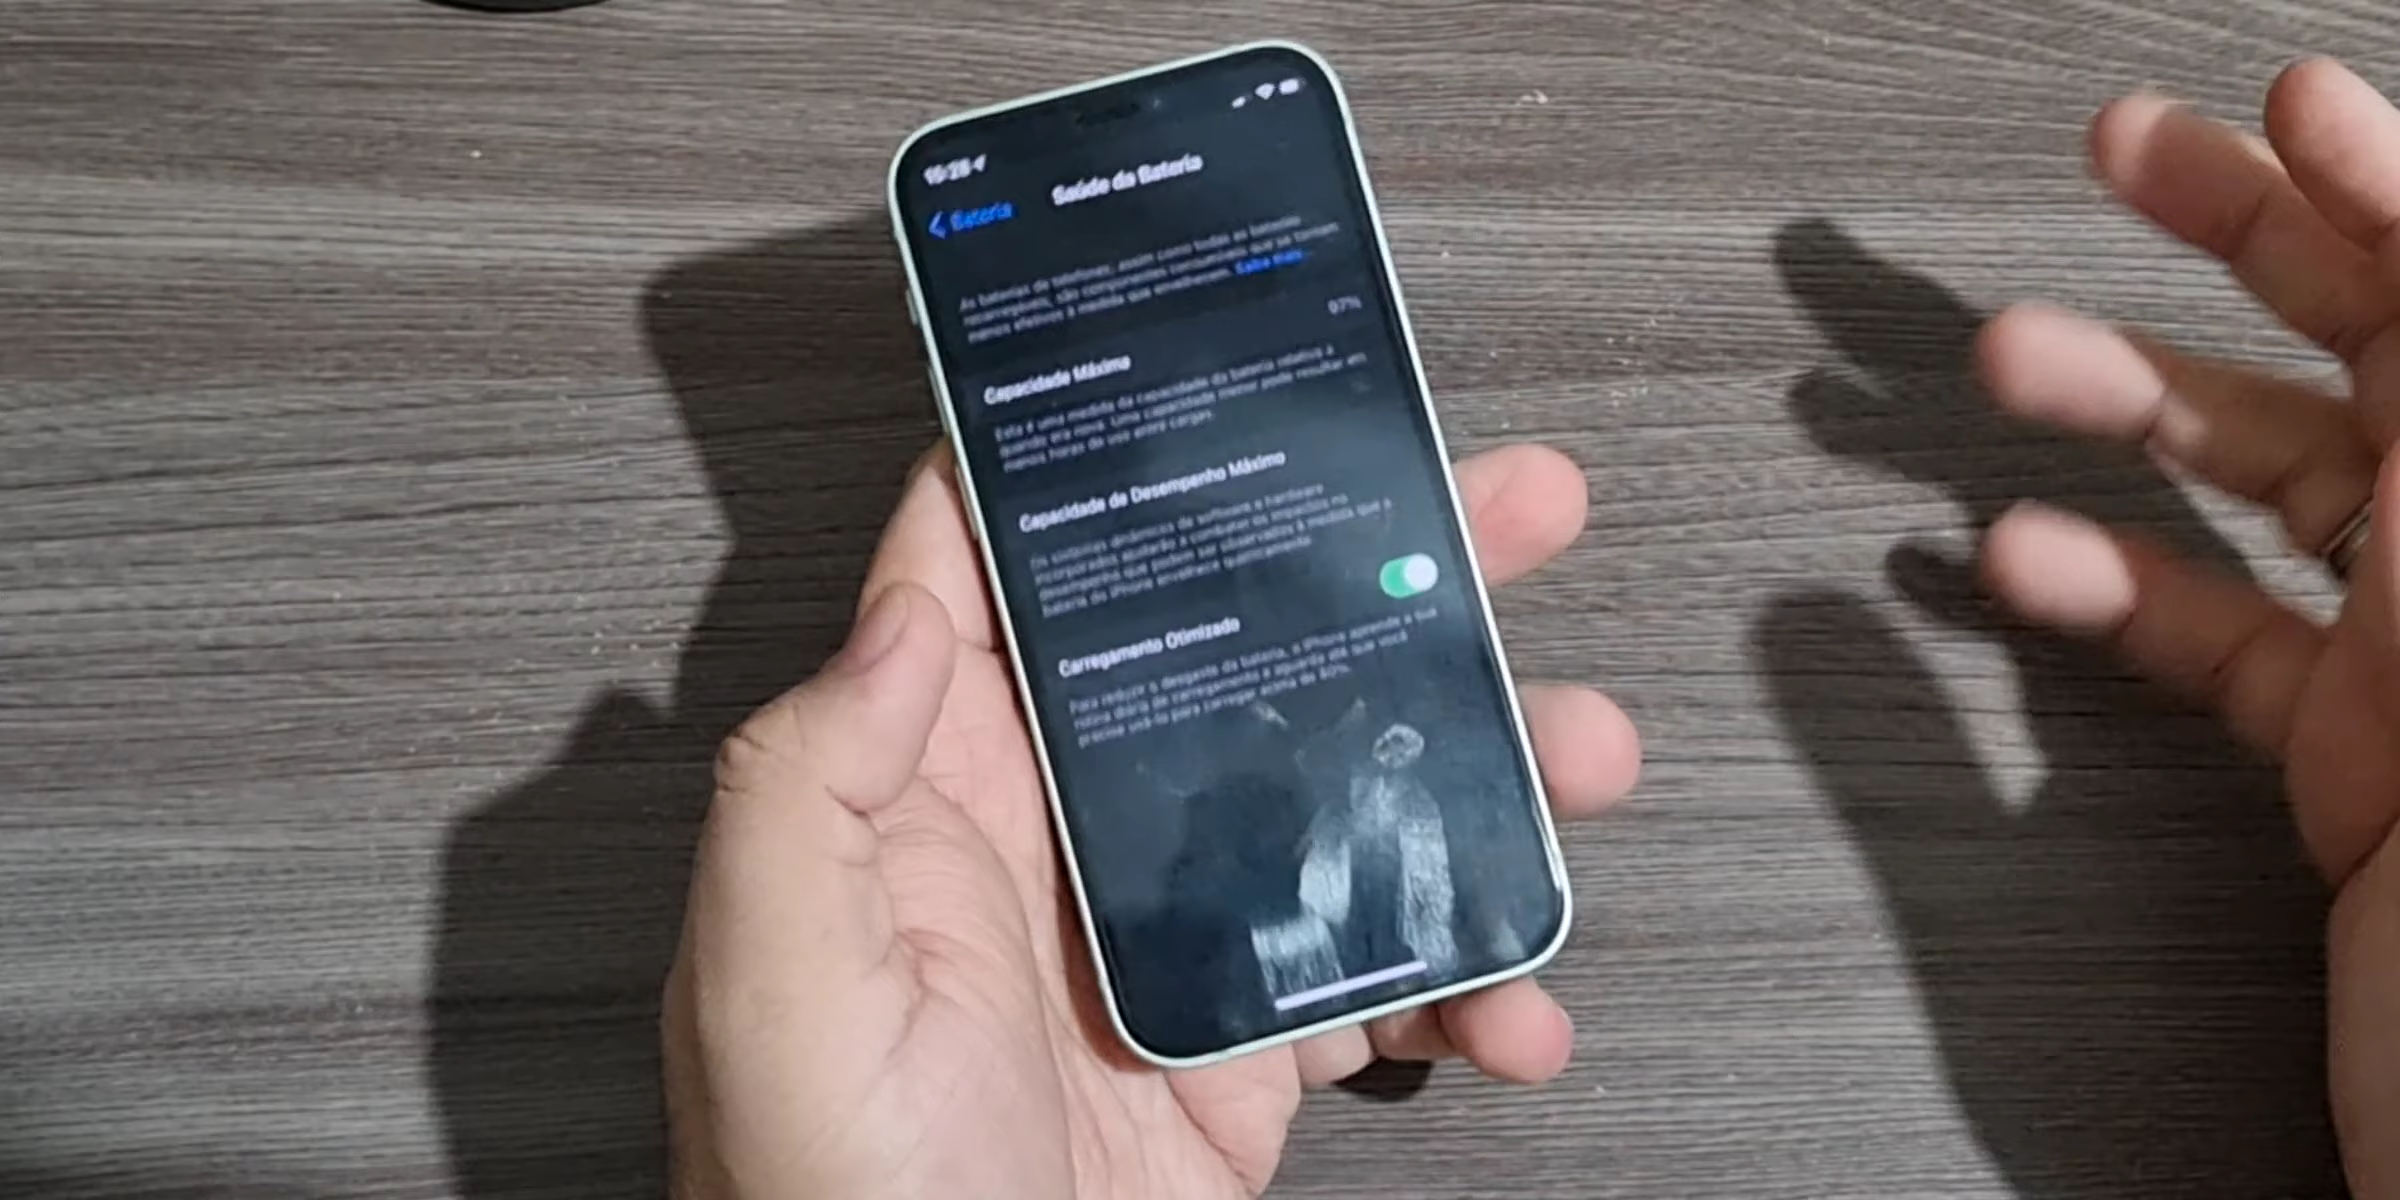 15:28
Bateria
Saúde da Bateria
As baterias de telefones, assim como todas as baterias
recarregáveis, são componentes consumíveis que se tornam
menos efetivos à medida que envelhecem. Saiba mais...
Capacidade Máxima 97%
Esta é uma medida da capacidade da bateria relativa a
quando era nova. Uma capacidade menor pode resultar em
menos horas de uso entre cargas.
Capacidade de Desempenho Máximo
Os sistemas dinâmicos de software e hardware
incorporados ajudarão a combater os impactos no
desempenho que podem ser observados à medida que a
bateria do iPhone envelhece quimicamente.
Carregamento Otimizado
Para reduzir o desgaste da bateria, o iPhone aprende a sua
rotina diária de carregamento e aguarda até que você
precise usá-lo para carregar acima de 80%.